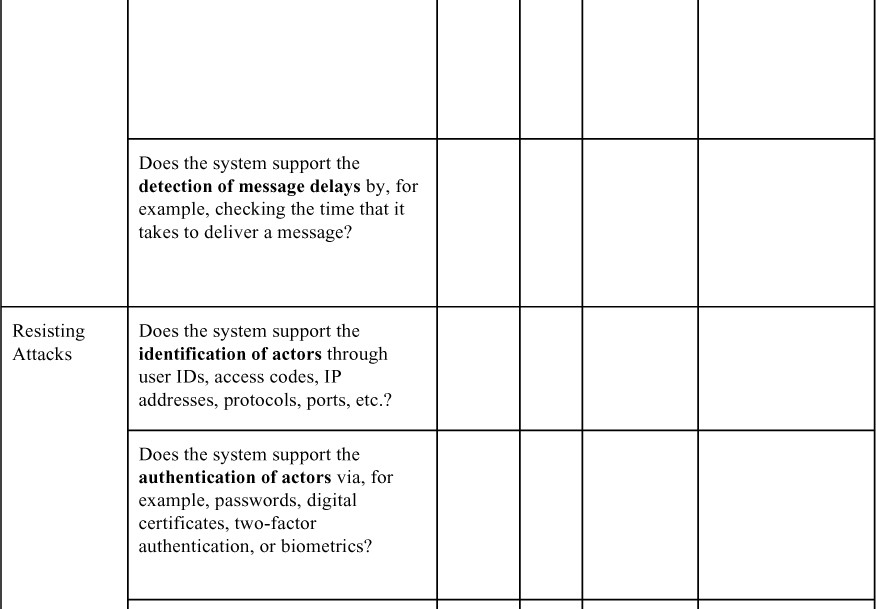 Does the system support the
detection of message delays by, for
example, checking the time that it
takes to deliver a message?
Resisting
Attacks
Does the system support the
identification of actors through
user IDs, access codes, IP
addresses, protocols, ports, etc.?
Does the system support the
authentication of actors via, for
example, passwords, digital
certificates, two-factor
authentication, or biometrics?